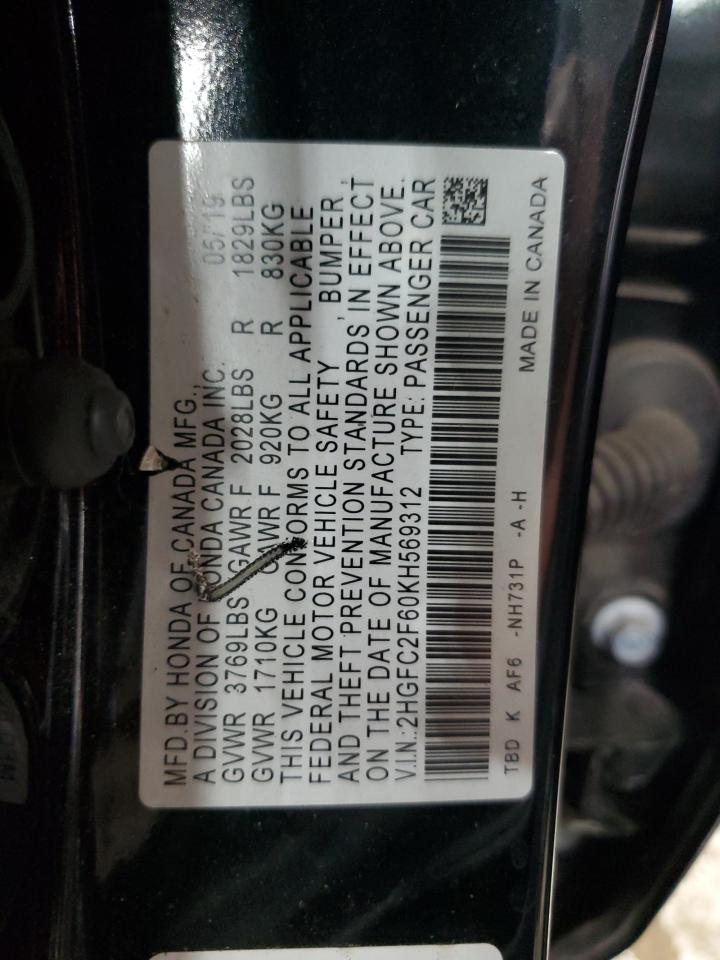 MFD.BY HONDA OF CANADA MFG.,
A DIVISION OF HONDA CANADA INC. 05/19
GVWR 3769LBS GAWR F 2028LBS R 1829LBS
GVWR 1710KG GAWR F 920KG R 830KG
THIS VEHICLE CONFORMS TO ALL APPLICABLE
FEDERAL MOTOR VEHICLE SAFETY, BUMPER,
AND THEFT PREVENTION STANDARDS IN EFFECT
ON THE DATE OF MANUFACTURE SHOWN ABOVE.
V.I.N.:2HGFC2F60KH569312 TYPE: PASSENGER CAR
TBD K AF6 -NH731P -A -H MADE IN CANADA